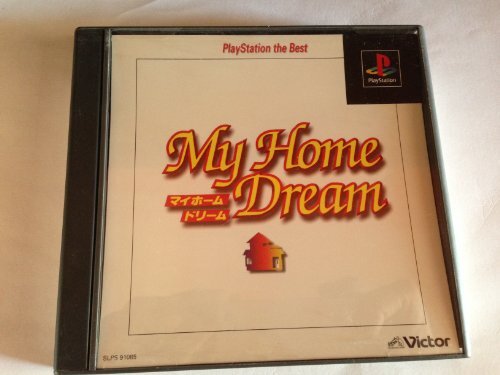 PlayStation the Best
PlayStation
My Home
マイホーム
ドリーム
Dream
SLPS 91085
Victor